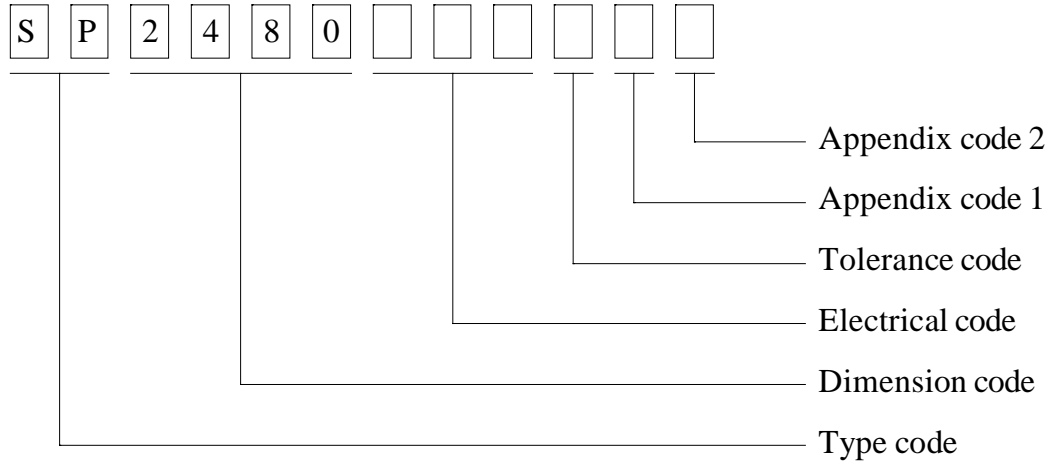 S P 2 4 8 0
Appendix code 2
Appendix code 1
Tolerance code
Electrical code
Dimension code
Type code